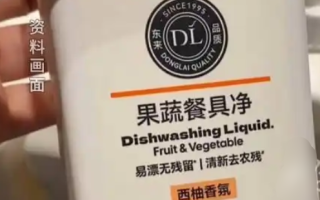 资料画面
·SINCE1995·
东来 DL 品质
DONGLAI QUALITY
果蔬餐具净
Dishwashing Liquid.
Fruit & Vegetable
易漂无残留*|清新去农残*
西柚香氛